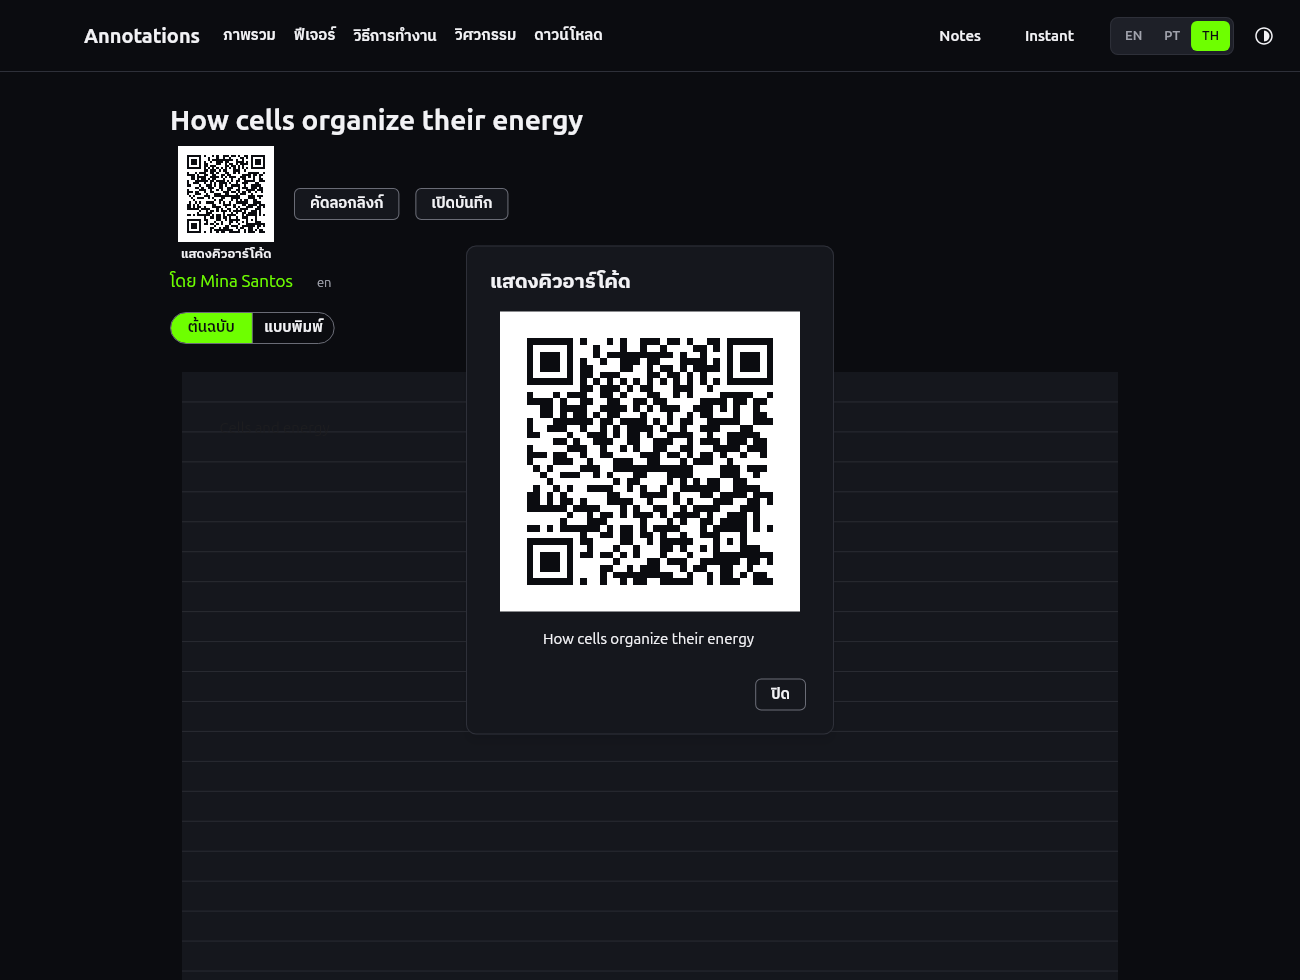 Annotations ภาพรวม ฟีเจอร์ วิธีการทำงาน วิศวกรรม ดาวน์โหลด Notes Instant EN PT TH
How cells organize their energy
คัดลอกลิงก์ เปิดบันทึก
แสดงคิวอาร์โค้ด
โดย Mina Santos en
ต้นฉบับ แบบพิมพ์
แสดงคิวอาร์โค้ด
How cells organize their energy
ปิด